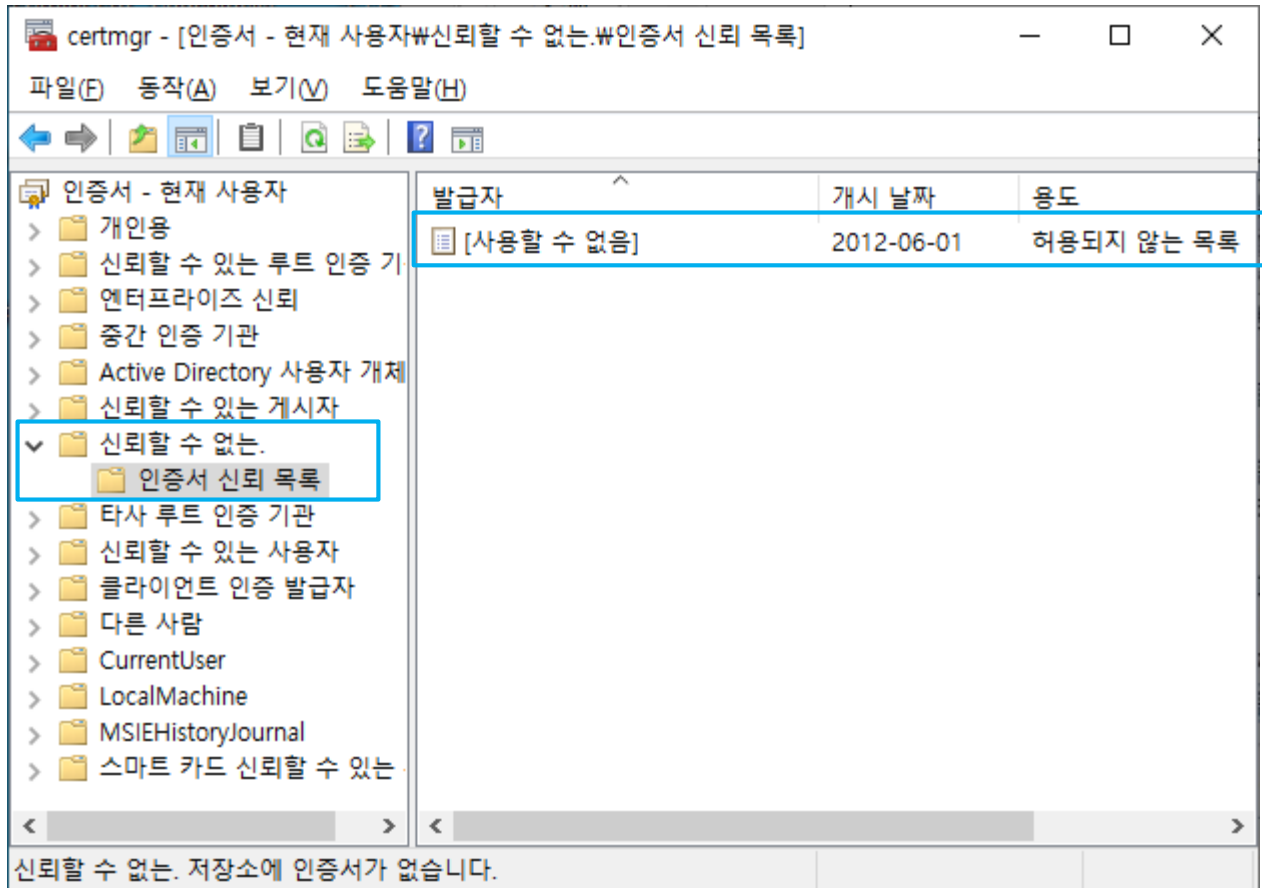 certmgr - [인증서 - 현재 사용자₩신뢰할 수 없는.₩인증서 신뢰 목록]
파일(F) 동작(A) 보기(V) 도움말(H)
인증서 - 현재 사용자
개인용
신뢰할 수 있는 루트 인증 기
엔터프라이즈 신뢰
중간 인증 기관
Active Directory 사용자 개체
신뢰할 수 있는 게시자
신뢰할 수 없는.
인증서 신뢰 목록
타사 루트 인증 기관
신뢰할 수 있는 사용자
클라이언트 인증 발급자
다른 사람
CurrentUser
LocalMachine
MSIEHistoryJournal
스마트 카드 신뢰할 수 있는
발급자 개시 날짜 용도
[사용할 수 없음] 2012-06-01 허용되지 않는 목록
신뢰할 수 없는. 저장소에 인증서가 없습니다.